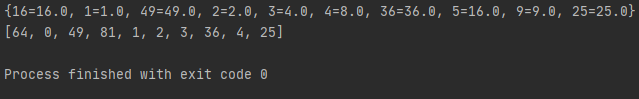 {16=16.0, 1=1.0, 49=49.0, 2=2.0, 3=4.0, 4=8.0, 36=36.0, 5=16.0, 9=9.0, 25=25.0}
[64, 0, 49, 81, 1, 2, 3, 36, 4, 25]
Process finished with exit code 0